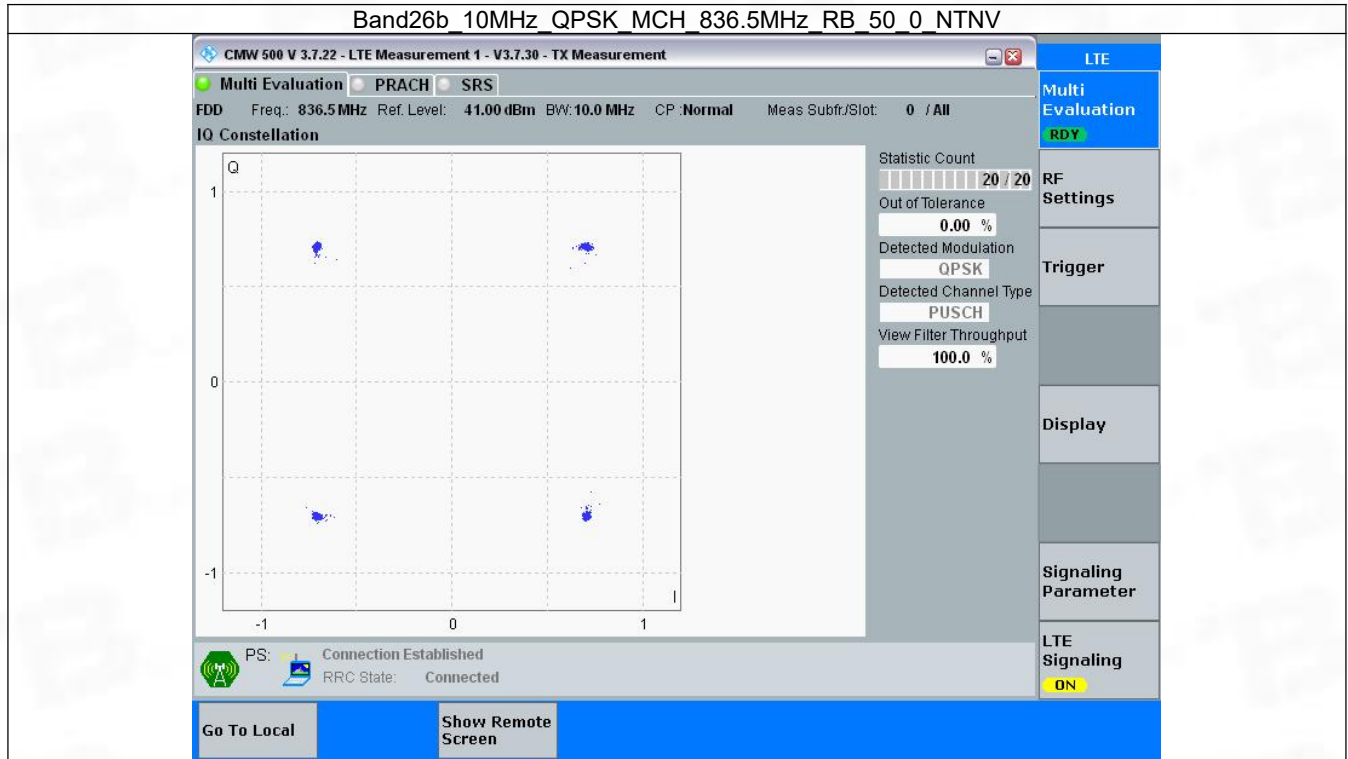 Band26b_10MHz_QPSK_MCH_836.5MHz_RB_50_0_NTNV
CMW 500 V 3.7.22 - LTE Measurement 1 - V3.7.30 - TX Measurement
LTE
Multi Evaluation PRACH SRS
Multi
Evaluation
RDY
FDD Freq.: 836.5 MHz Ref. Level: 41.00 dBm BW: 10.0 MHz CP :Normal Meas Subfr./Slot: 0 / All
IQ Constellation
Q
1
0
-1
I
-1 0 1
Statistic Count
20 / 20
Out of Tolerance
0.00 %
Detected Modulation
QPSK
Detected Channel Type
PUSCH
View Filter Throughput
100.0 %
RF
Settings
Trigger
Display
Signaling
Parameter
LTE
Signaling
ON
PS: Connection Established
RRC State: Connected
Go To Local
Show Remote
Screen